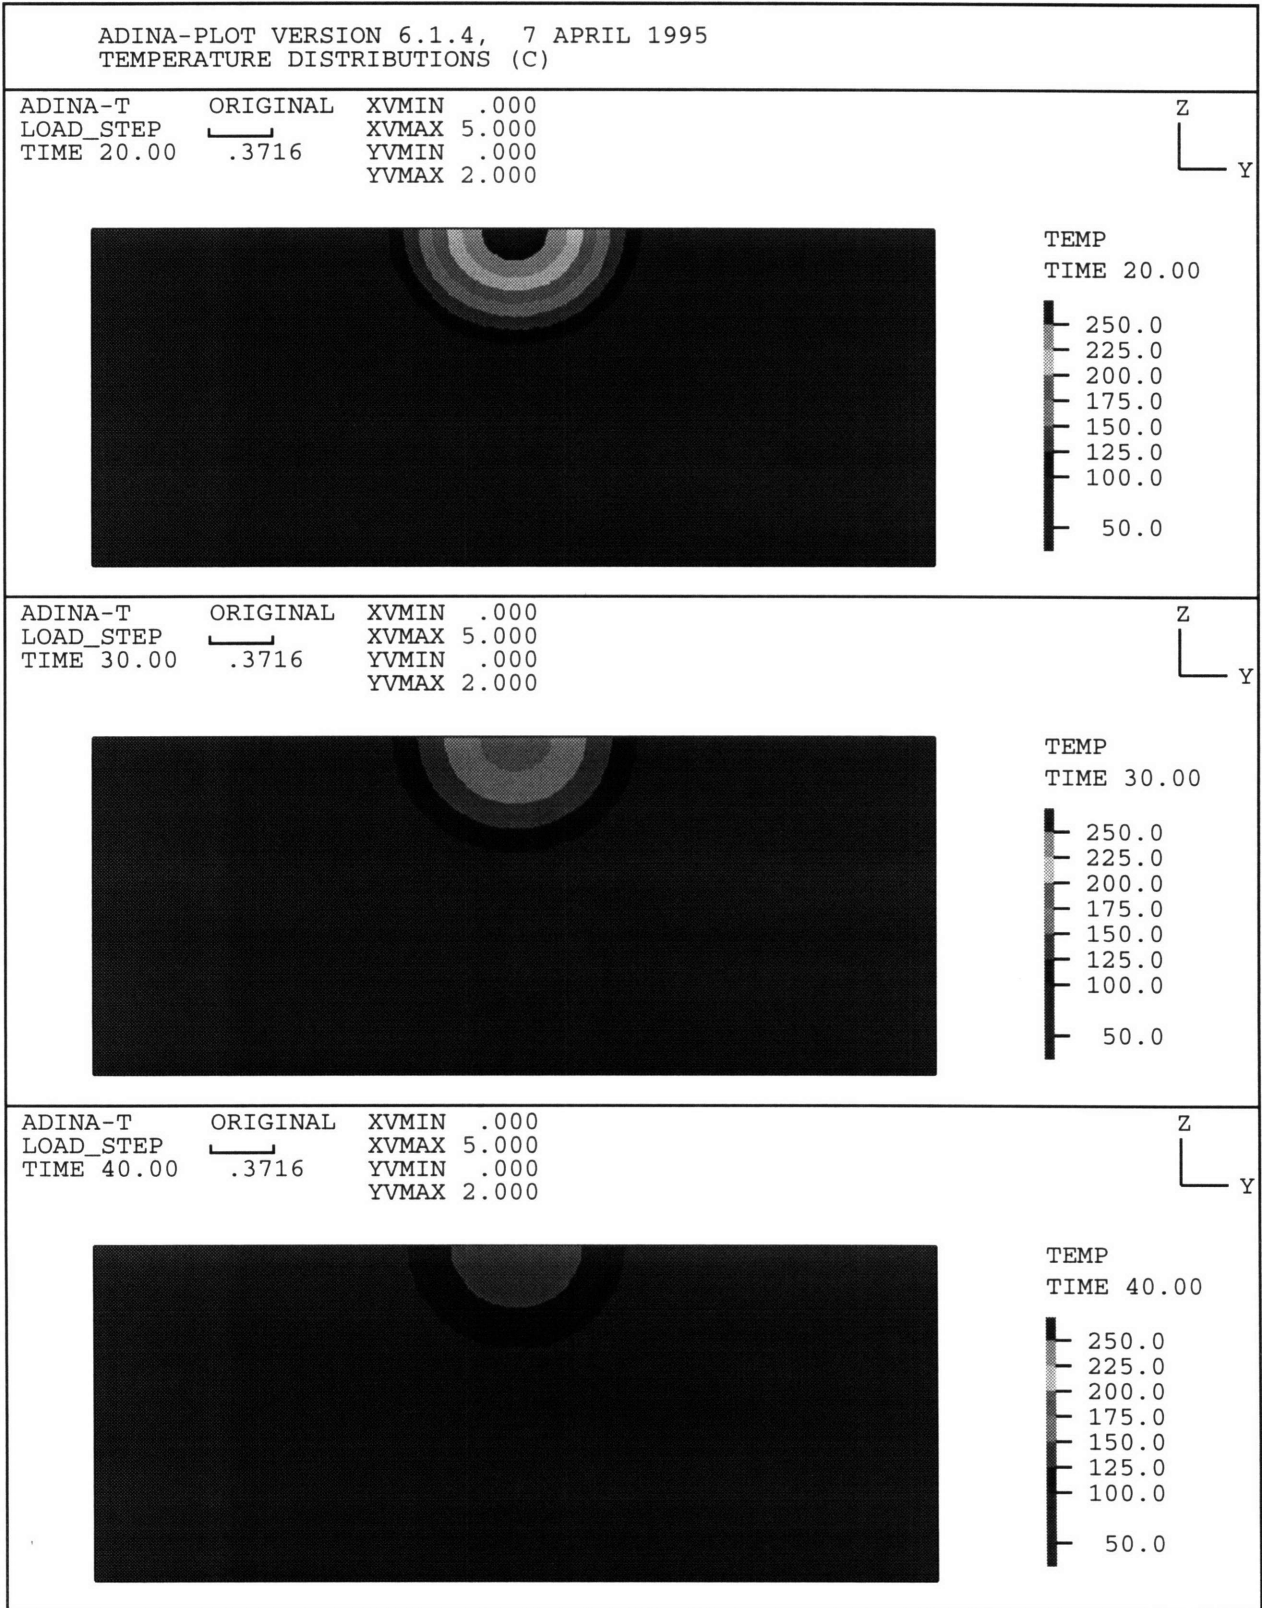 ADINA-PLOT VERSION 6.1.4, 7 APRIL 1995
TEMPERATURE DISTRIBUTIONS (C)
ADINA-T ORIGINAL XVMIN .000
LOAD_STEP XVMAX 5.000
TIME 20.00 .3716 YVMIN .000
YVMAX 2.000
Z
Y
TEMP
TIME 20.00
250.0
225.0
200.0
175.0
150.0
125.0
100.0
50.0
ADINA-T ORIGINAL XVMIN .000
LOAD_STEP XVMAX 5.000
TIME 30.00 .3716 YVMIN .000
YVMAX 2.000
Z
Y
TEMP
TIME 30.00
250.0
225.0
200.0
175.0
150.0
125.0
100.0
50.0
ADINA-T ORIGINAL XVMIN .000
LOAD_STEP XVMAX 5.000
TIME 40.00 .3716 YVMIN .000
YVMAX 2.000
Z
Y
TEMP
TIME 40.00
250.0
225.0
200.0
175.0
150.0
125.0
100.0
50.0